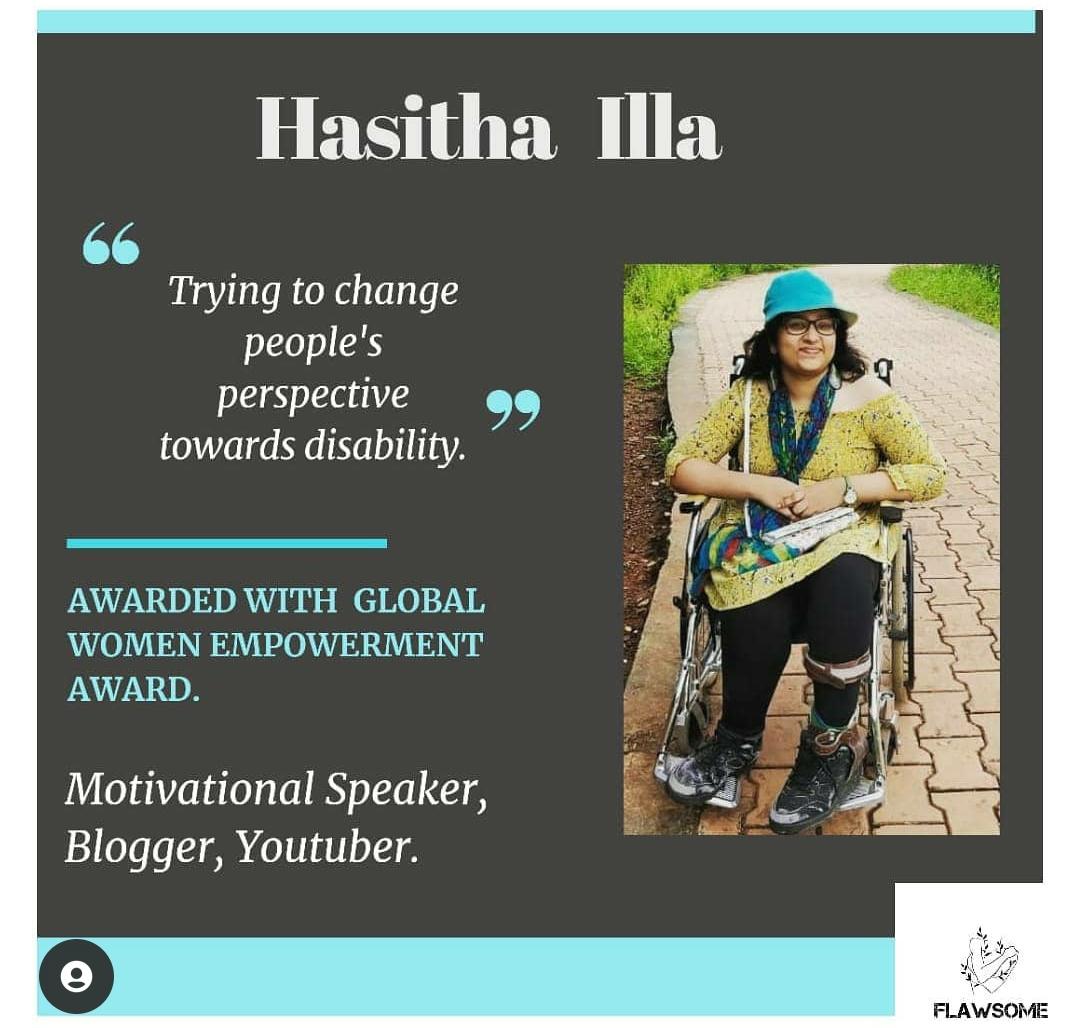 Hasitha Illa
“
Trying to change
people's
perspective
towards disability.
”
AWARDED WITH GLOBAL
WOMEN EMPOWERMENT
AWARD.
Motivational Speaker,
Blogger, Youtuber.
FLAWSOME